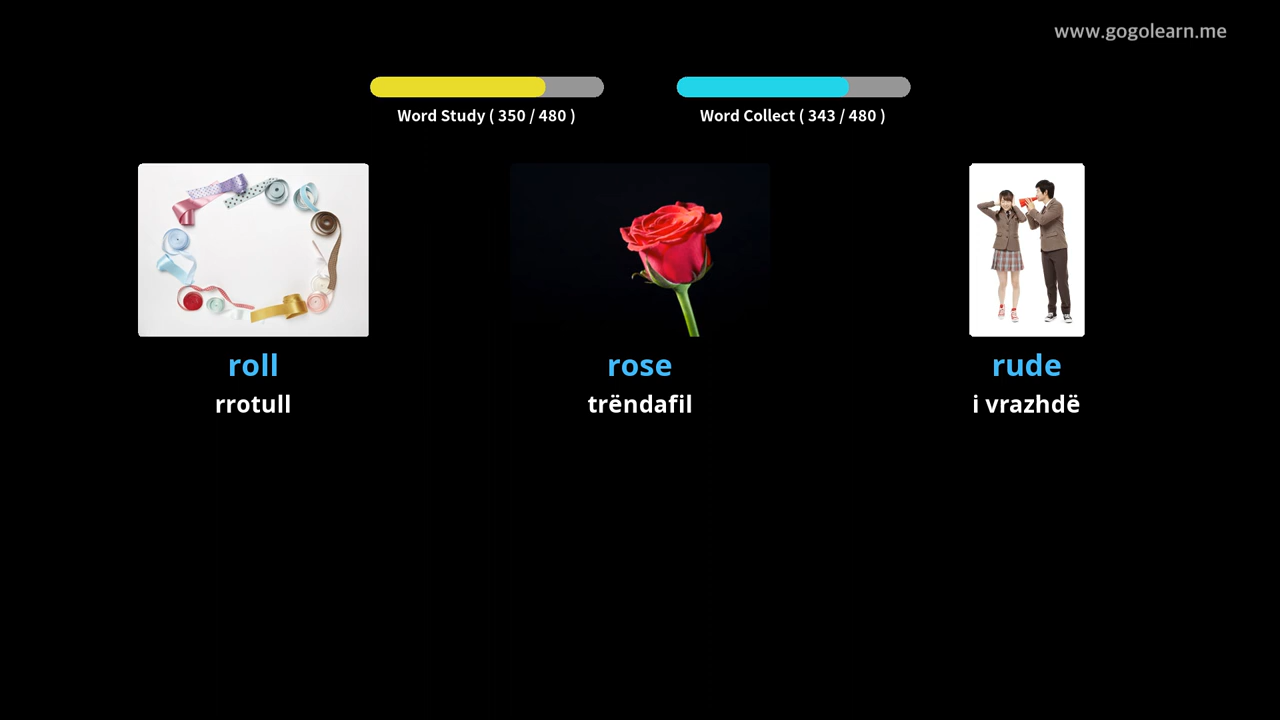 www.gogolearn.me
Word Study ( 350 / 480 )
Word Collect ( 343 / 480 )
roll
rose
rude
rrotull
trëndafil
i vrazhdë